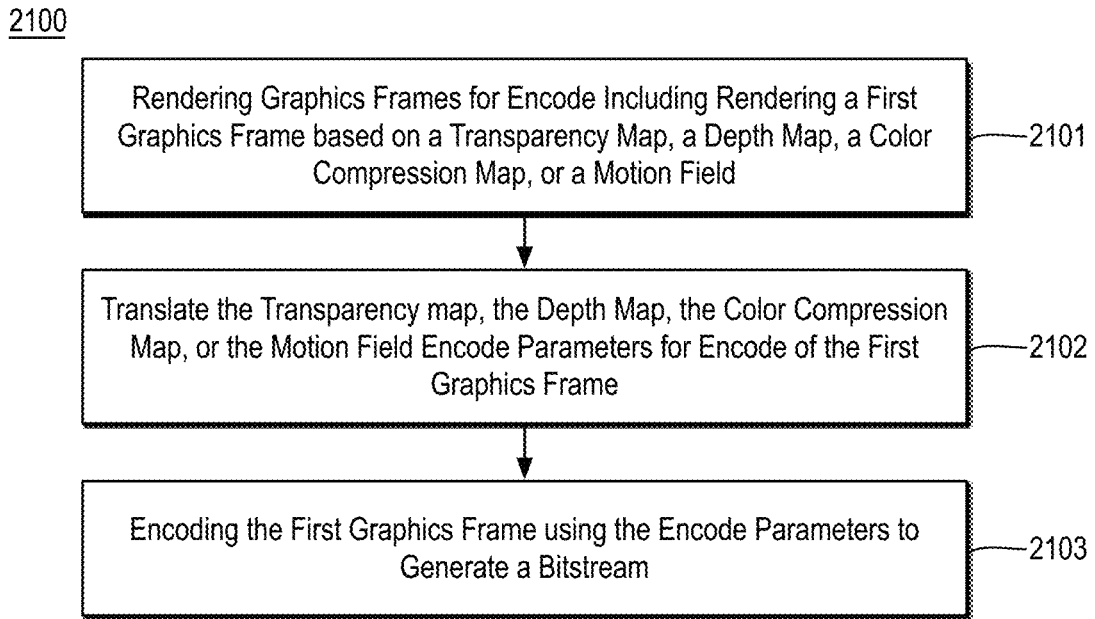 2100
Rendering Graphics Frames for Encode Including Rendering a First
Graphics Frame based on a Transparency Map, a Depth Map, a Color
Compression Map, or a Motion Field
2101
Translate the Transparency map, the Depth Map, the Color Compression
Map, or the Motion Field Encode Parameters for Encode of the First
Graphics Frame
2102
Encoding the First Graphics Frame using the Encode Parameters to
Generate a Bitstream
2103